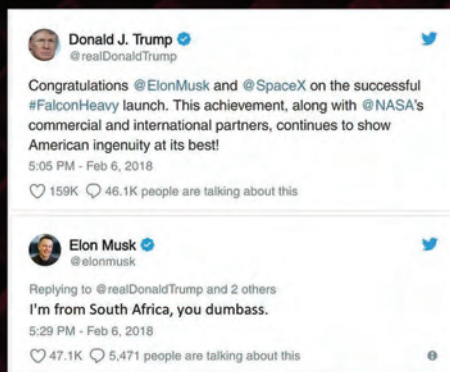 Donald J. Trump
@realDonaldTrump
Congratulations @ElonMusk and @SpaceX on the successful
#FalconHeavy launch. This achievement, along with @NASA's
commercial and international partners, continues to show
American ingenuity at its best!
5:05 PM - Feb 6, 2018
159K 46.1K people are talking about this
Elon Musk
@elonmusk
Replying to @realDonaldTrump and 2 others
I'm from South Africa, you dumbass.
5:29 PM - Feb 6, 2018
47.1K 5,471 people are talking about this